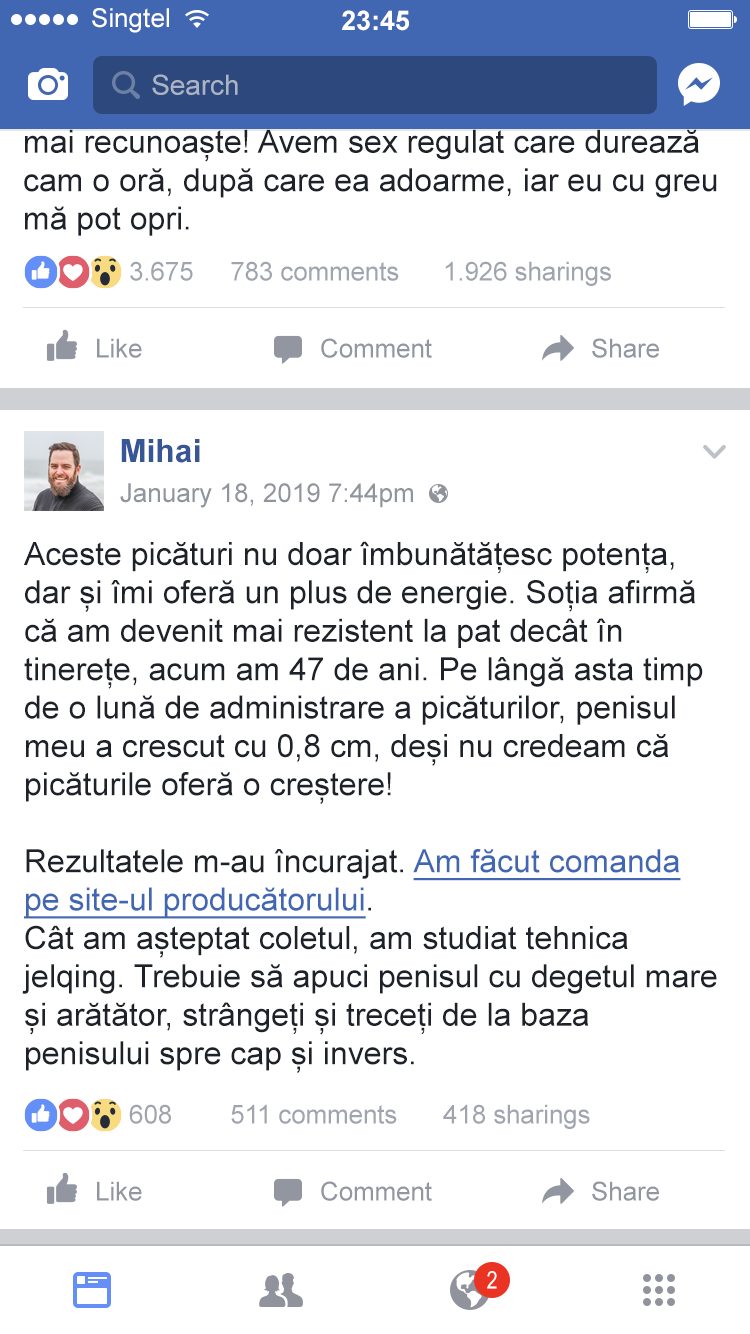 Singtel 23:45
Search
mai recunoaște! Avem sex regulat care durează
cam o oră, după care ea adoarme, iar eu cu greu
mă pot opri.
3.675 783 comments 1.926 sharings
Like Comment Share
Mihai
January 18, 2019 7:44pm
Aceste picături nu doar îmbunătățesc potența,
dar și îmi oferă un plus de energie. Soția afirmă
că am devenit mai rezistent la pat decât în
tinerețe, acum am 47 de ani. Pe lângă asta timp
de o lună de administrare a picăturilor, penisul
meu a crescut cu 0,8 cm, deși nu credeam că
picăturile oferă o creștere!
Rezultatele m-au încurajat. Am făcut comanda
pe site-ul producătorului.
Cât am așteptat coletul, am studiat tehnica
jelqing. Trebuie să apuci penisul cu degetul mare
și arătător, strângeți și treceți de la baza
penisului spre cap și invers.
608 511 comments 418 sharings
Like Comment Share
2